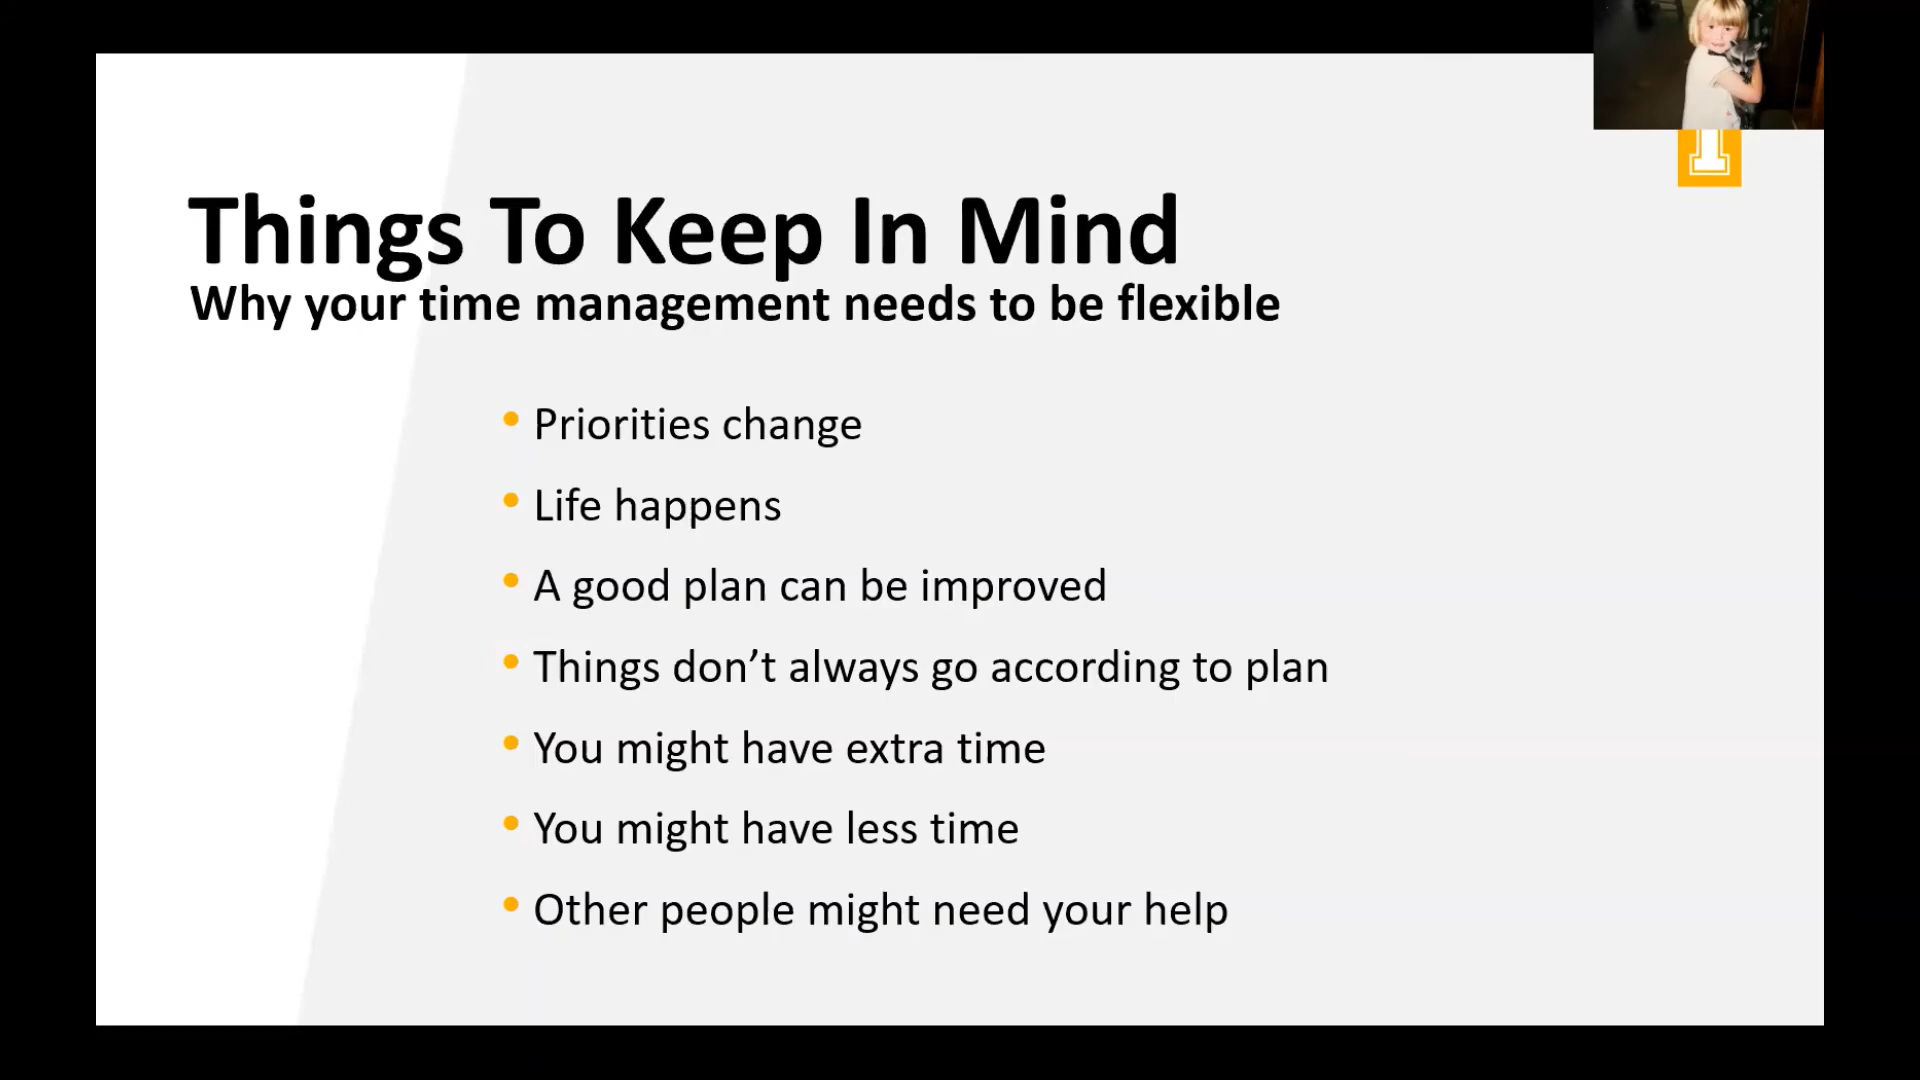 Things To Keep In Mind
Why your time management needs to be flexible
• Priorities change
• Life happens
• A good plan can be improved
• Things don’t always go according to plan
• You might have extra time
• You might have less time
• Other people might need your help